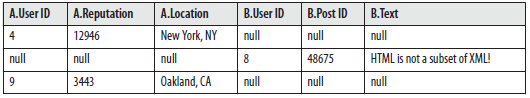 A.User ID A.Reputation A.Location B.User ID B.Post ID B.Text
4 12946 New York, NY null null null
null null null 8 48675 HTML is not a subset of XML!
9 3443 Oakland, CA null null null